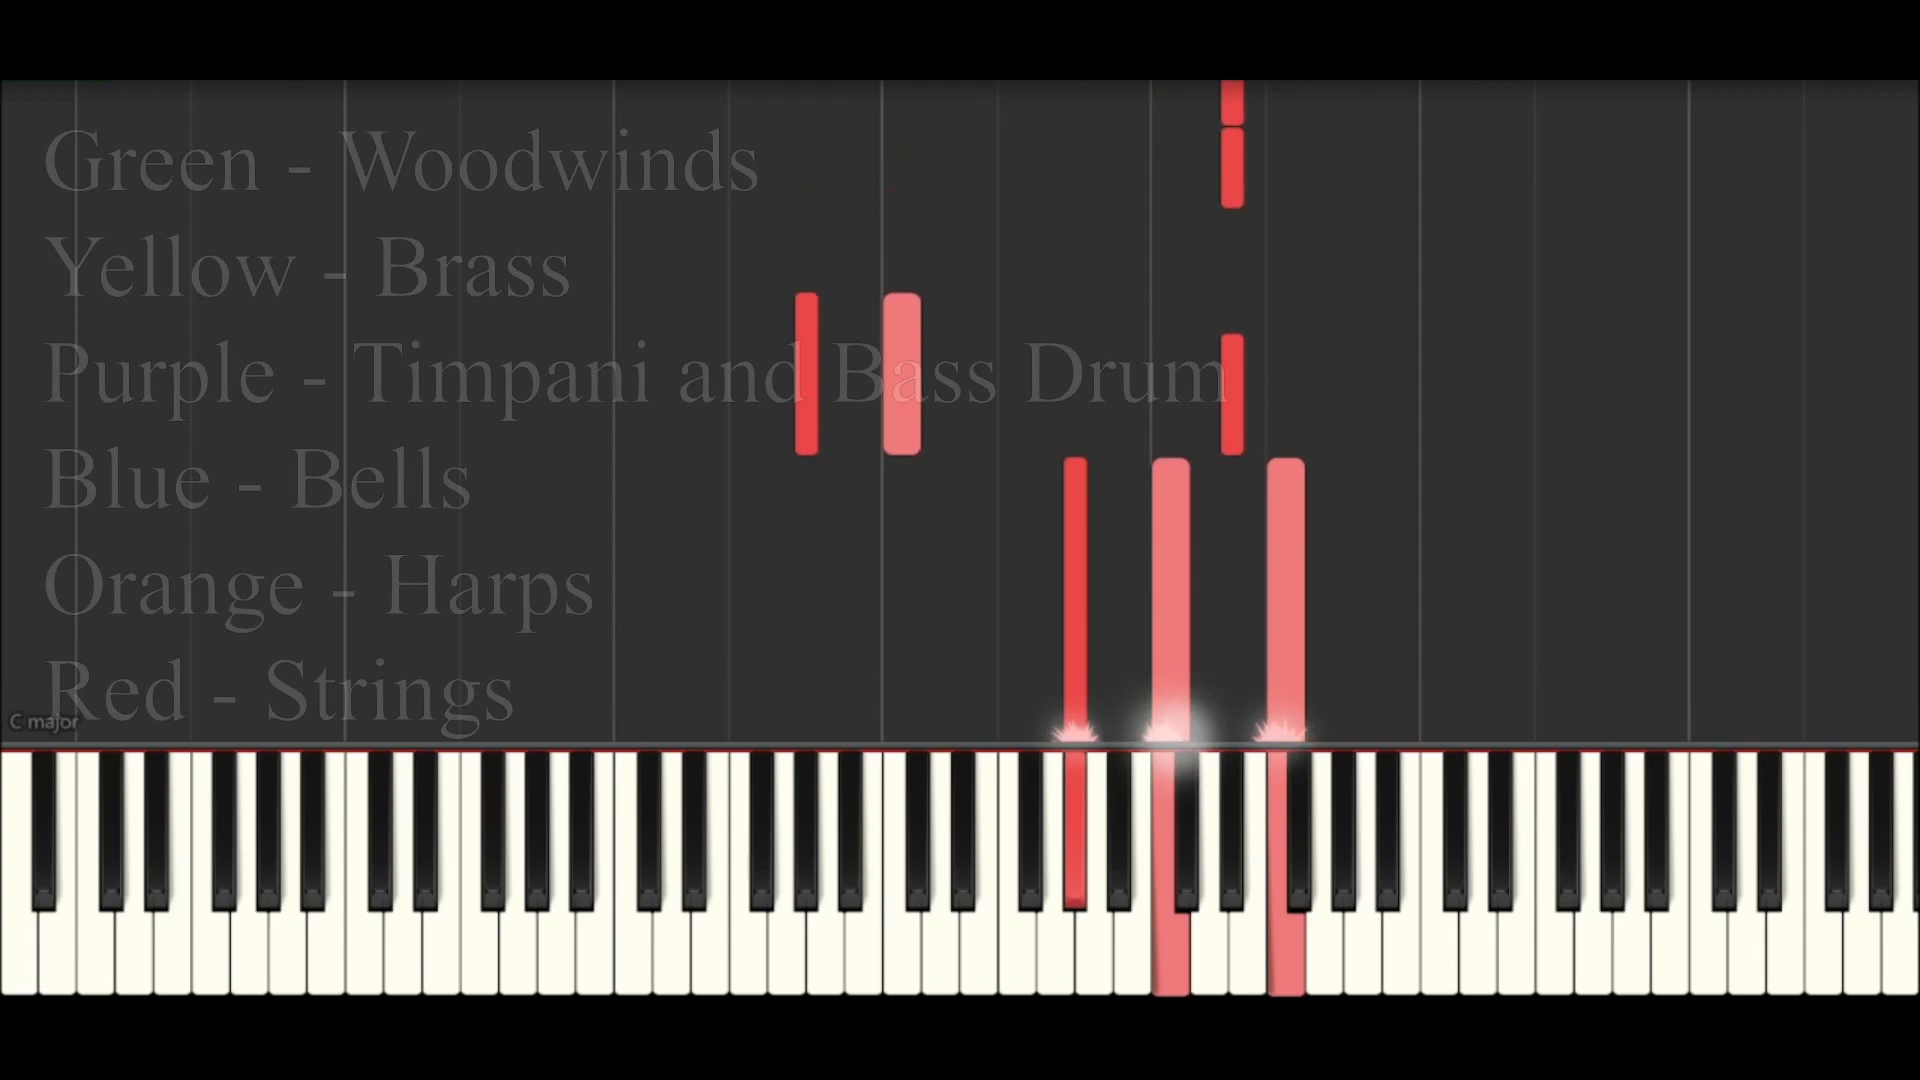 Green - Woodwinds
Yellow - Brass
Purple - Timpani and Bass Drum
Blue - Bells
Orange - Harps
Red - Strings
C major